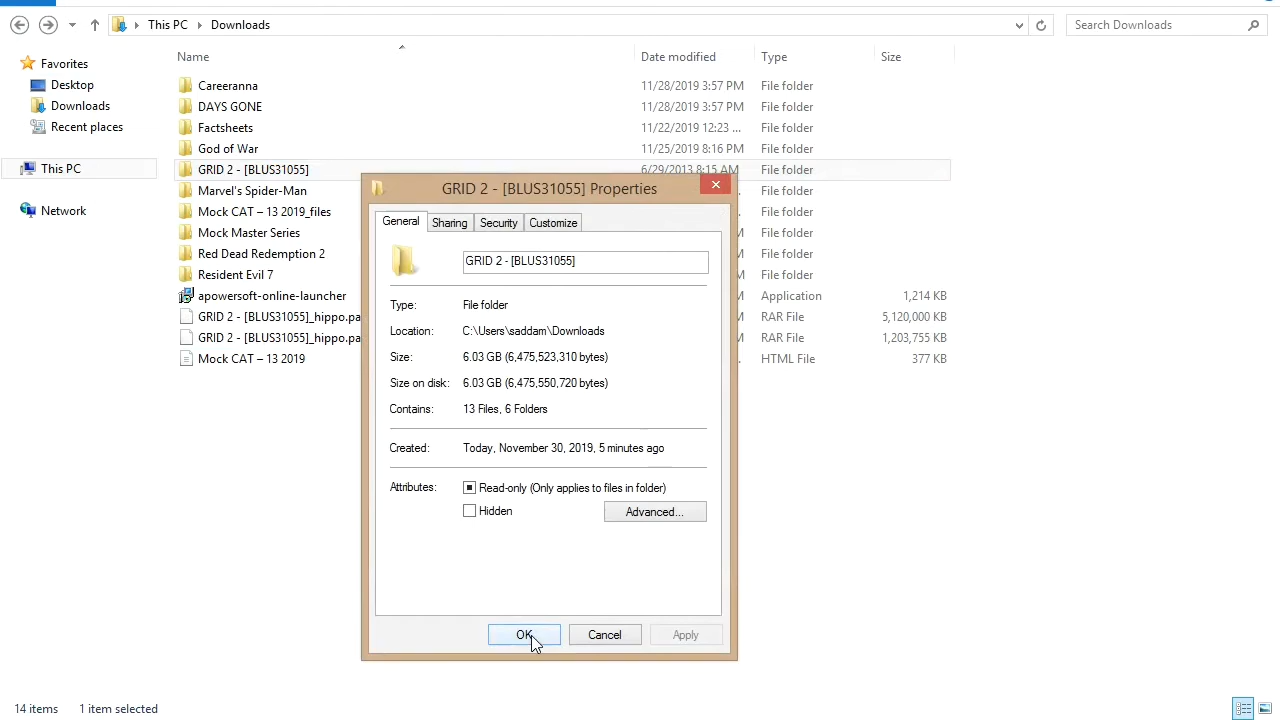 This PC Downloads Search Downloads
Name Date modified Type Size
Favorites
Desktop
Downloads
Recent places
This PC
Network
Careeranna 11/28/2019 3:57 PM File folder
DAYS GONE 11/28/2019 3:57 PM File folder
Factsheets 11/22/2019 12:23 ... File folder
God of War 11/25/2019 8:16 PM File folder
GRID 2 - [BLUS31055] 6/29/2013 8:15 AM File folder
Marvel's Spider-Man File folder
Mock CAT – 13 2019_files File folder
Mock Master Series File folder
Red Dead Redemption 2 File folder
Resident Evil 7 File folder
apowersoft-online-launcher Application 1,214 KB
GRID 2 - [BLUS31055]_hippo.pa RAR File 5,120,000 KB
GRID 2 - [BLUS31055]_hippo.pa RAR File 1,203,755 KB
Mock CAT – 13 2019 HTML File 377 KB
GRID 2 - [BLUS31055] Properties
General Sharing Security Customize
GRID 2 - [BLUS31055]
Type: File folder
Location: C:\Users\saddam\Downloads
Size: 6.03 GB (6,475,523,310 bytes)
Size on disk: 6.03 GB (6,475,550,720 bytes)
Contains: 13 Files, 6 Folders
Created: Today, November 30, 2019, 5 minutes ago
Attributes: Read-only (Only applies to files in folder)
Hidden Advanced...
OK Cancel Apply
14 items 1 item selected